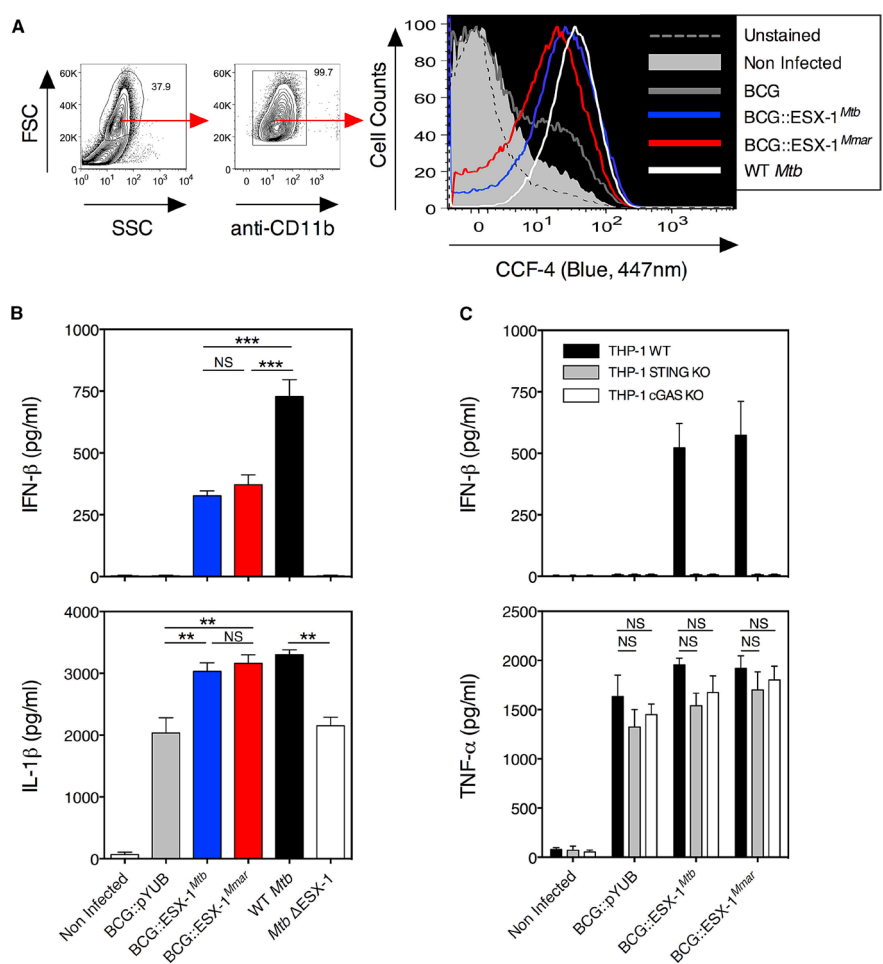 A
FSC
60K
40K
20K
0
37.9
10⁰ 10¹ 10² 10³ 10⁴
SSC
60K
40K
20K
0
99.7
0 10¹ 10² 10³
anti-CD11b
Cell Counts
100
80
60
40
20
0
0 10¹ 10² 10³
CCF-4 (Blue, 447nm)
Unstained
Non Infected
BCG
BCG::ESX-1Mtb
BCG::ESX-1Mmar
WT Mtb
B
IFN-β (pg/ml)
1000
750
500
250
0
***
NS
***
IL-1β (pg/ml)
4000
3000
2000
1000
0
**
**
NS
**
Non Infected
BCG::pYUB
BCG::ESX-1Mtb
BCG::ESX-1Mmar
WT Mtb
Mtb ΔESX-1
C
IFN-β (pg/ml)
1000
750
500
250
0
THP-1 WT
THP-1 STING KO
THP-1 cGAS KO
TNF-α (pg/ml)
2500
2000
1500
1000
500
0
NS NS NS
NS NS NS
Non Infected
BCG::pYUB
BCG::ESX-1Mtb
BCG::ESX-1Mmar